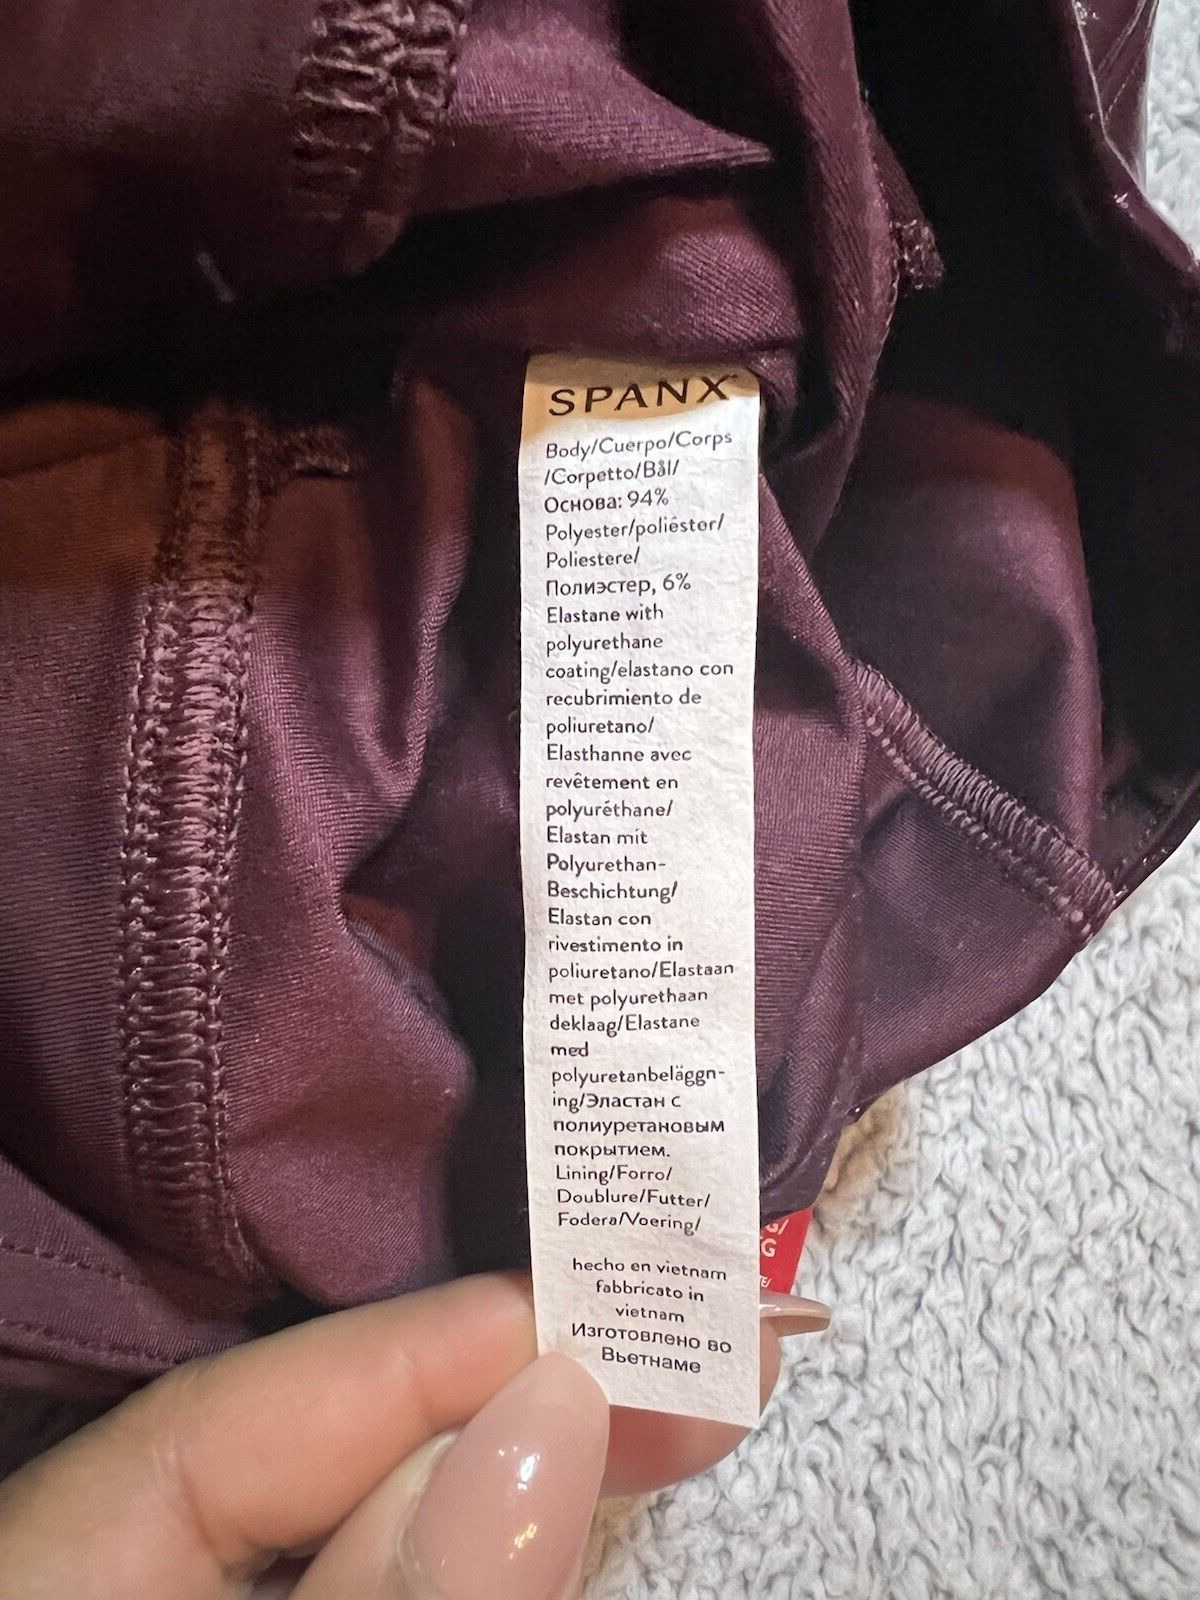 SPANX
Body/Cuerpo/Corps
/Corpetto/Bål/
Основа: 94%
Polyester/poliéster/
Poliestere/
Полиэстер, 6%
Elastane with
polyurethane
coating/elastano con
recubrimiento de
poliuretano/
Elasthanne avec
revêtement en
polyuréthane/
Elastan mit
Polyurethan-
Beschichtung/
Elastan con
rivestimento in
poliuretano/Elastaan
met polyurethaan
deklaag/Elastane
med
polyuretanbeläggn-
ing/Эластан с
полиуретановым
покрытием.
Lining/Forro/
Doublure/Futter/
Fodera/Voering/
hecho en vietnam
fabbricato in
vietnam
Изготовлено во
Вьетнаме